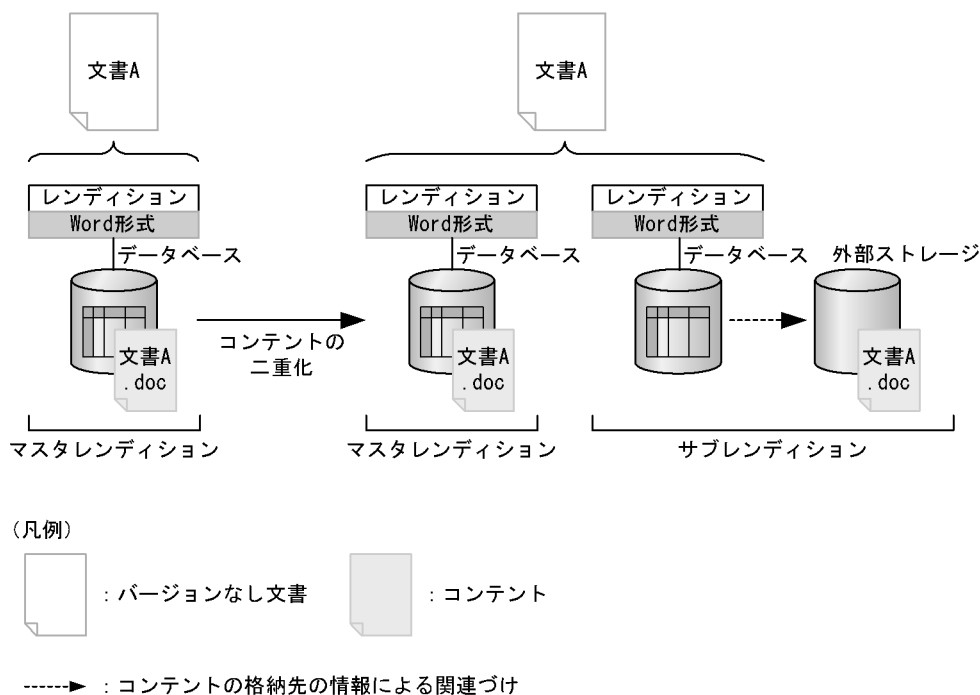 文書A
文書A
レンディション
Word形式
データベース
文書A
.doc
マスタレンディション
コンテントの
二重化
レンディション
Word形式
データベース
文書A
.doc
マスタレンディション
レンディション
Word形式
データベース
外部ストレージ
文書A
.doc
サブレンディション
(凡例)
:バージョンなし文書
:コンテント
:コンテントの格納先の情報による関連づけ